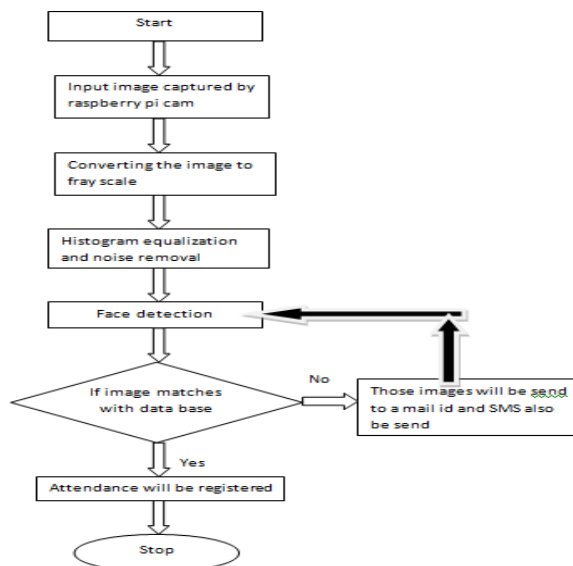 Start
Input image captured by
raspberry pi cam
Converting the image to
fray scale
Histogram equalization
and noise removal
Face detection
If image matches
with data base
No
Those images will be send
to a mail id and SMS also
be send
Yes
Attendance will be registered
Stop